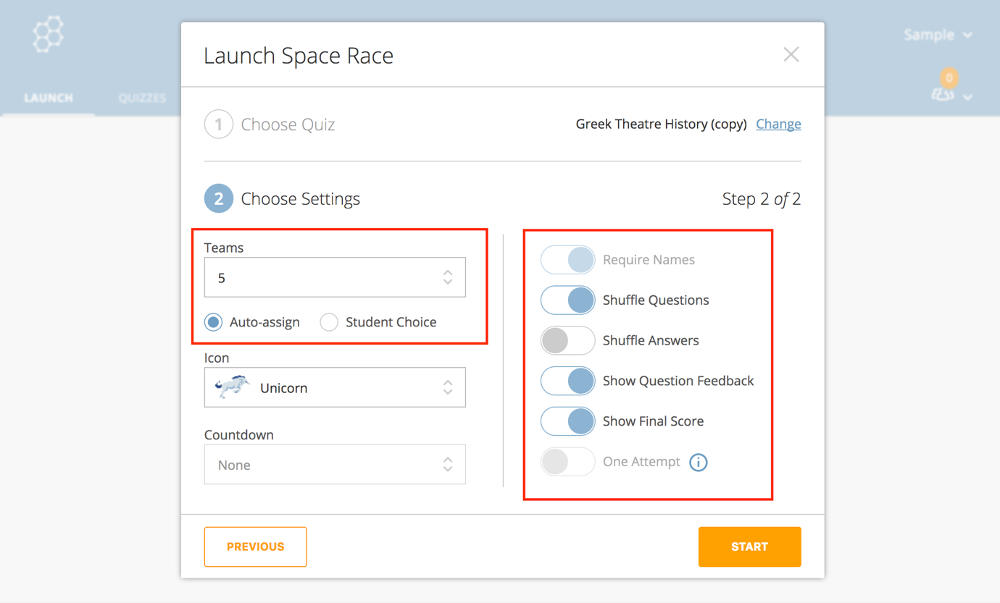 Sample
0
LAUNCH
QUIZZES
Launch Space Race
1 Choose Quiz
Greek Theatre History (copy) Change
2 Choose Settings
Step 2 of 2
Teams
5
Auto-assign
Student Choice
Icon
Unicorn
Countdown
None
Require Names
Shuffle Questions
Shuffle Answers
Show Question Feedback
Show Final Score
One Attempt i
PREVIOUS
START